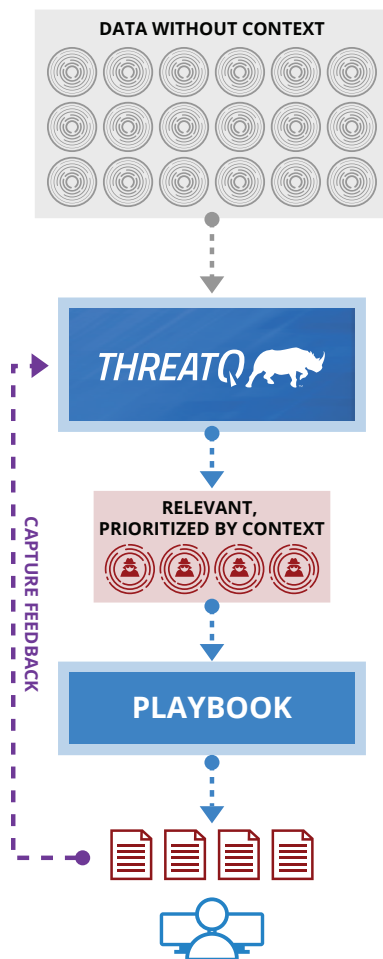 DATA WITHOUT CONTEXT
THREATQ
RELEVANT,
PRIORITIZED BY CONTEXT
CAPTURE FEEDBACK
PLAYBOOK